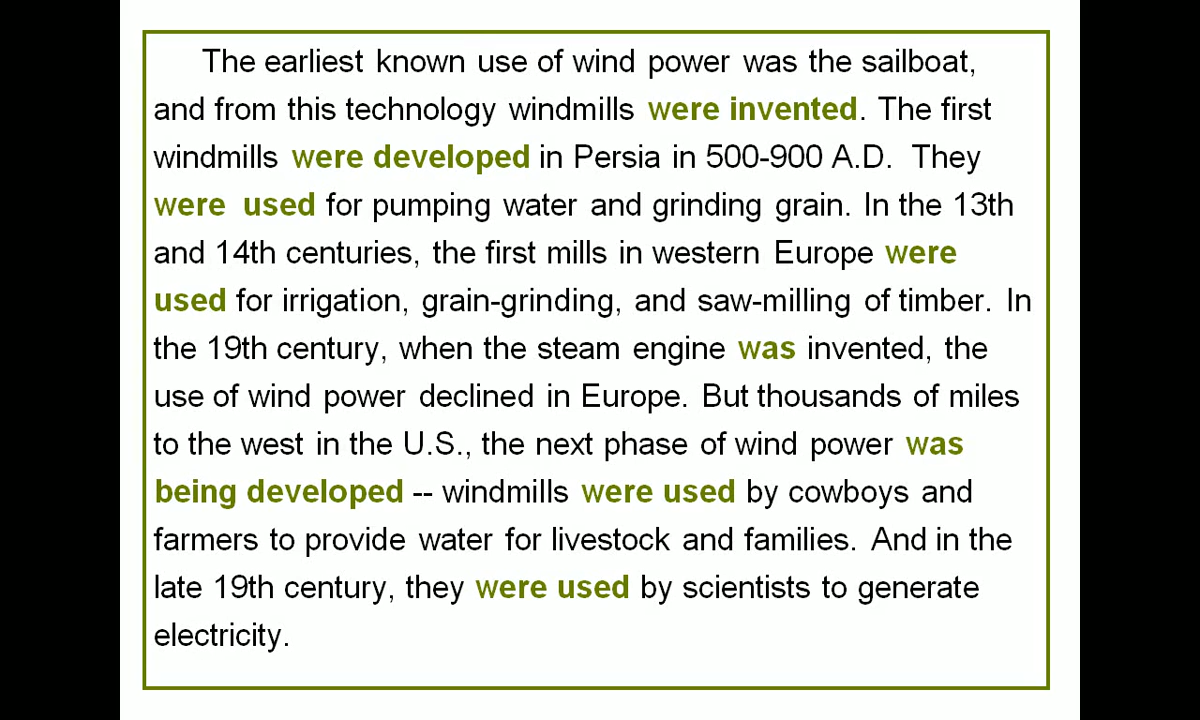 The earliest known use of wind power was the sailboat,
and from this technology windmills were invented. The first
windmills were developed in Persia in 500-900 A.D. They
were used for pumping water and grinding grain. In the 13th
and 14th centuries, the first mills in western Europe were
used for irrigation, grain-grinding, and saw-milling of timber. In
the 19th century, when the steam engine was invented, the
use of wind power declined in Europe. But thousands of miles
to the west in the U.S., the next phase of wind power was
being developed -- windmills were used by cowboys and
farmers to provide water for livestock and families. And in the
late 19th century, they were used by scientists to generate
electricity.